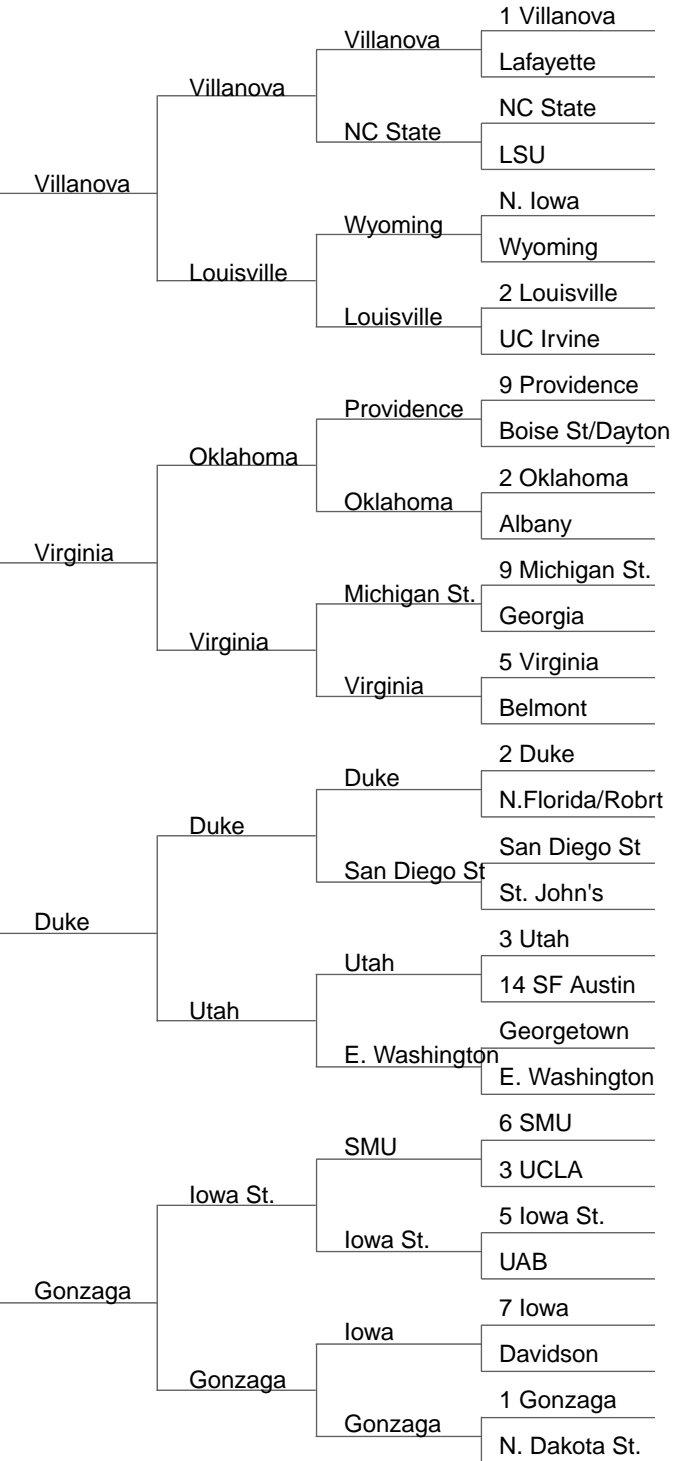 1 Villanova
Villanova
Lafayette
Villanova
NC State
NC State
LSU
Villanova
N. Iowa
Wyoming
Wyoming
Louisville
2 Louisville
Louisville
UC Irvine
9 Providence
Providence
Boise St/Dayton
Oklahoma
2 Oklahoma
Oklahoma
Albany
Virginia
9 Michigan St.
Michigan St.
Georgia
Virginia
5 Virginia
Virginia
Belmont
2 Duke
Duke
N.Florida/Robrt
Duke
San Diego St
San Diego St
St. John's
Duke
3 Utah
Utah
14 SF Austin
Utah
Georgetown
E. Washington
E. Washington
6 SMU
SMU
3 UCLA
Iowa St.
5 Iowa St.
Iowa St.
UAB
Gonzaga
7 Iowa
Iowa
Davidson
Gonzaga
1 Gonzaga
Gonzaga
N. Dakota St.